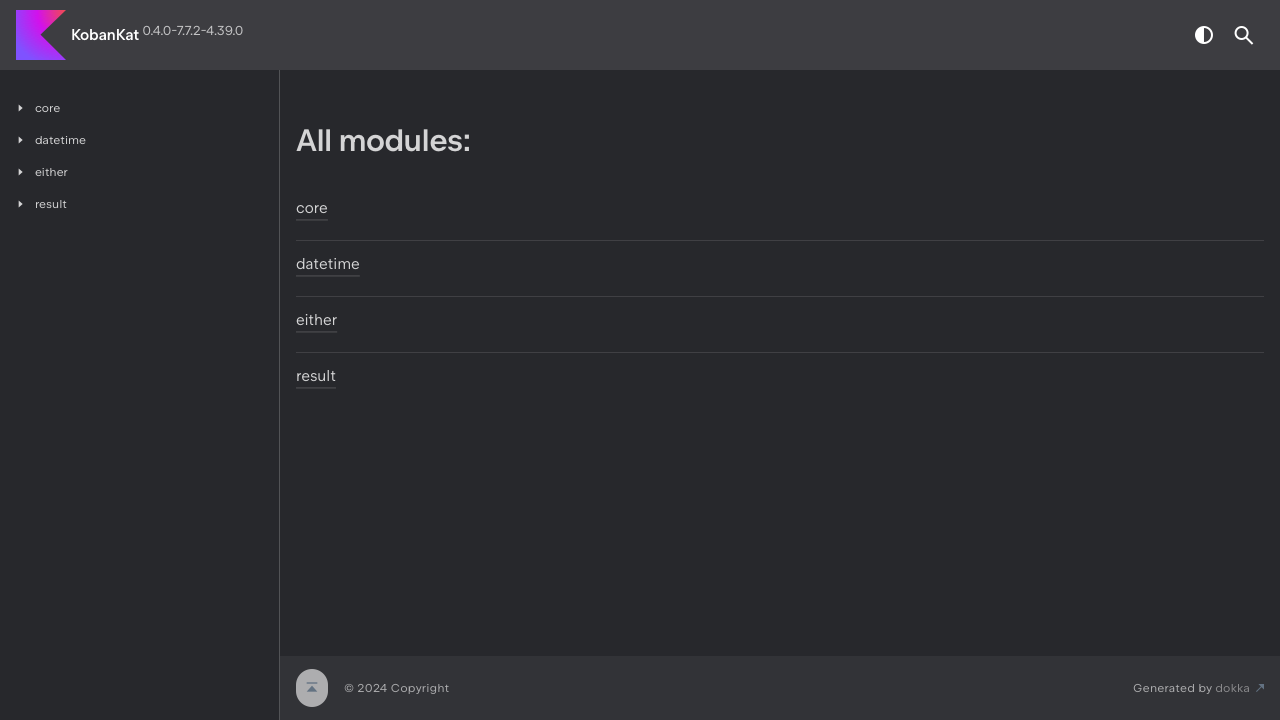 KobanKat 0.4.0-7.7.2-4.39.0
core
datetime
either
result
All modules:
core
datetime
either
result
© 2024 Copyright
Generated by dokka